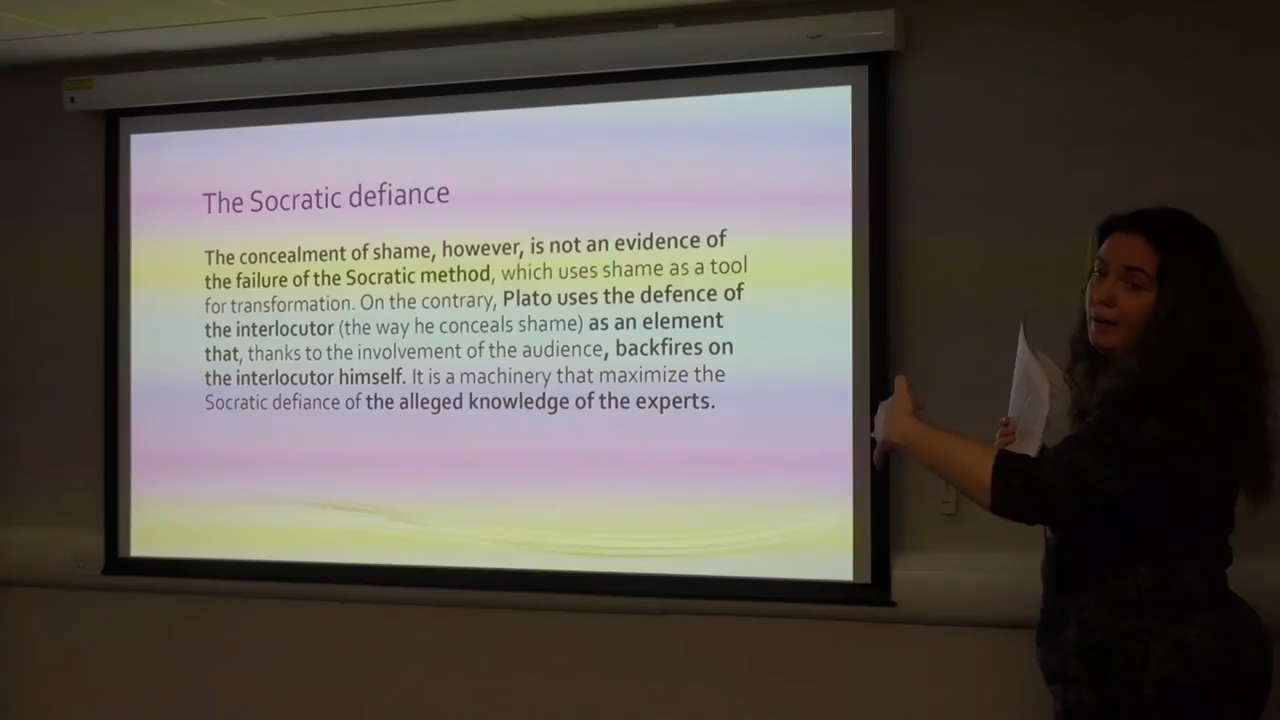 The Socratic defiance
The concealment of shame, however, is not an evidence of
the failure of the Socratic method, which uses shame as a tool
for transformation. On the contrary, Plato uses the defence of
the interlocutor (the way he conceals shame) as an element
that, thanks to the involvement of the audience, backfires on
the interlocutor himself. It is a machinery that maximize the
Socratic defiance of the alleged knowledge of the experts.